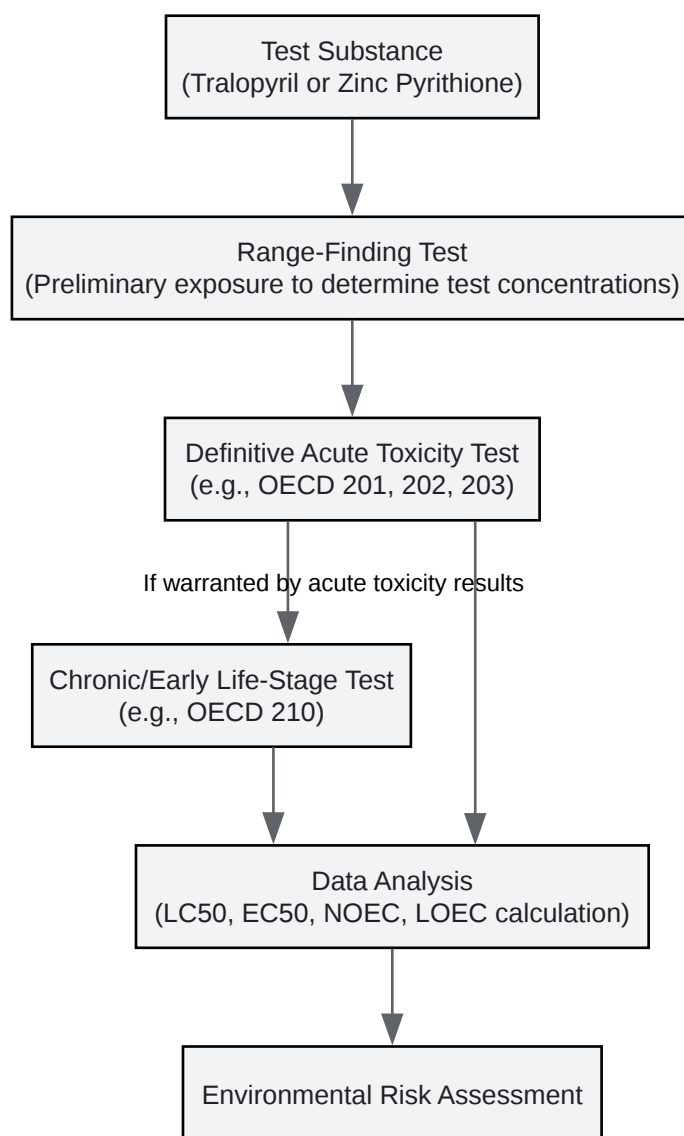 Test Substance
(Tralopyril or Zinc Pyrithione)
Range-Finding Test
(Preliminary exposure to determine test concentrations)
Definitive Acute Toxicity Test
(e.g., OECD 201, 202, 203)
If warranted by acute toxicity results
Chronic/Early Life-Stage Test
(e.g., OECD 210)
Data Analysis
(LC50, EC50, NOEC, LOEC calculation)
Environmental Risk Assessment